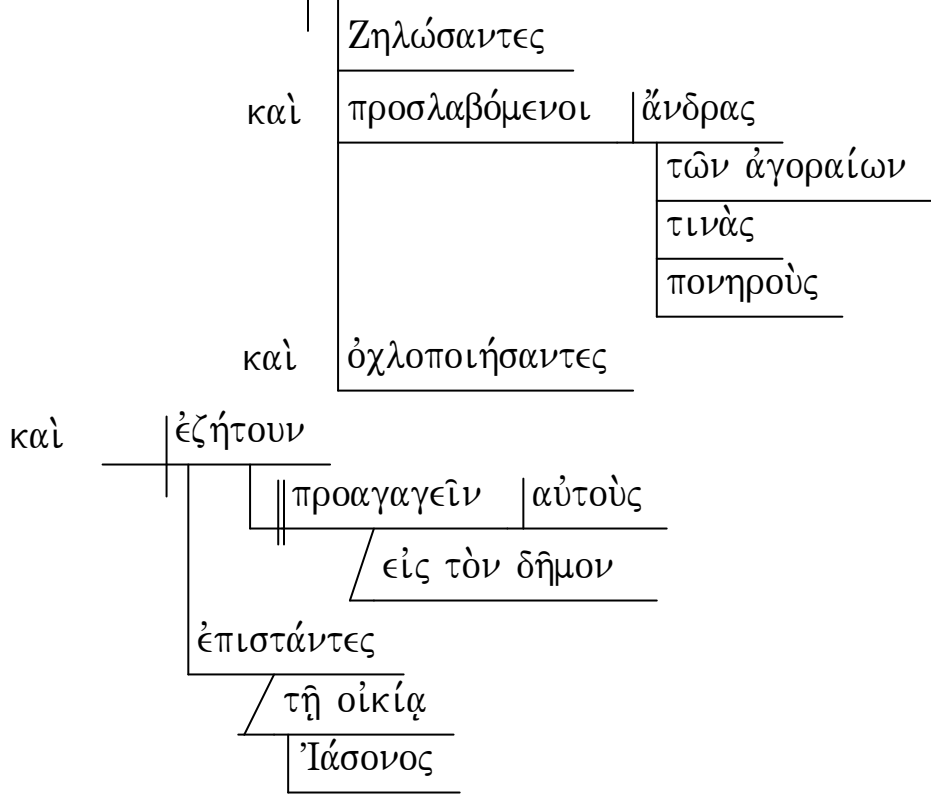 Ζηλώσαντες
καὶ προσλαβόμενοι ἄνδρας
τῶν ἀγοραίων
τινὰς
πονηροὺς
καὶ ὀχλοποιήσαντες
καὶ ἐζήτουν
προαγαγεῖν αὐτοὺς
εἰς τὸν δῆμον
ἐπιστάντες
τῇ οἰκίᾳ
Ἰάσονος